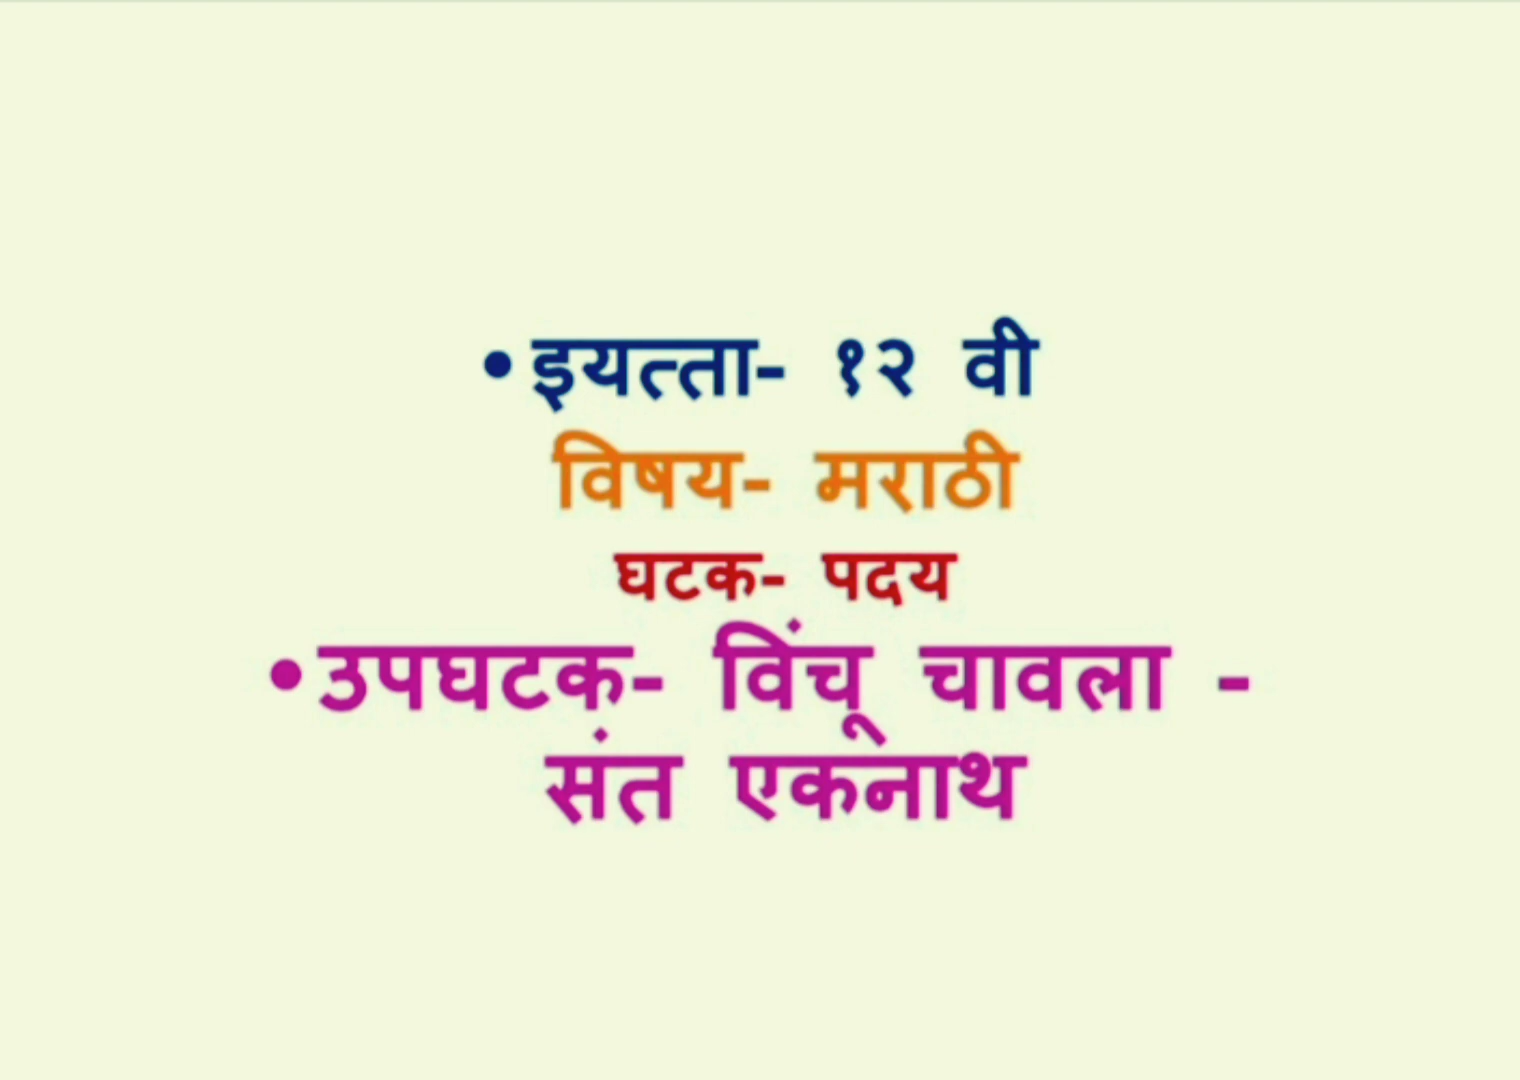 •इयत्ता- १२ वी
विषय- मराठी
घटक- पदय
•उपघटक- विंचू चावला -
संत एकनाथ